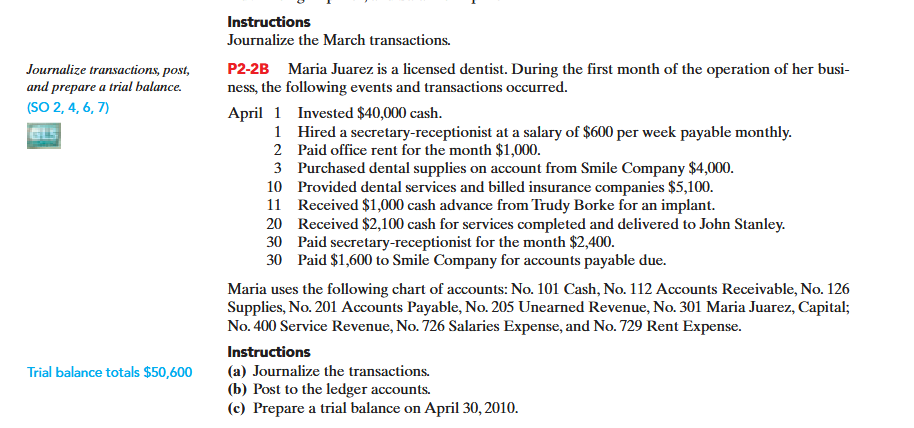 Instructions
Journalize the March transactions.
Journalize transactions, post,
and prepare a trial balance.
(SO 2, 4, 6, 7)
GLS
P2-2B Maria Juarez is a licensed dentist. During the first month of the operation of her busi-
ness, the following events and transactions occurred.
April 1 Invested $40,000 cash.
1 Hired a secretary-receptionist at a salary of $600 per week payable monthly.
2 Paid office rent for the month $1,000.
3 Purchased dental supplies on account from Smile Company $4,000.
10 Provided dental services and billed insurance companies $5,100.
11 Received $1,000 cash advance from Trudy Borke for an implant.
20 Received $2,100 cash for services completed and delivered to John Stanley.
30 Paid secretary-receptionist for the month $2,400.
30 Paid $1,600 to Smile Company for accounts payable due.
Maria uses the following chart of accounts: No. 101 Cash, No. 112 Accounts Receivable, No. 126
Supplies, No. 201 Accounts Payable, No. 205 Unearned Revenue, No. 301 Maria Juarez, Capital;
No. 400 Service Revenue, No. 726 Salaries Expense, and No. 729 Rent Expense.
Instructions
Trial balance totals $50,600
(a) Journalize the transactions.
(b) Post to the ledger accounts.
(c) Prepare a trial balance on April 30, 2010.